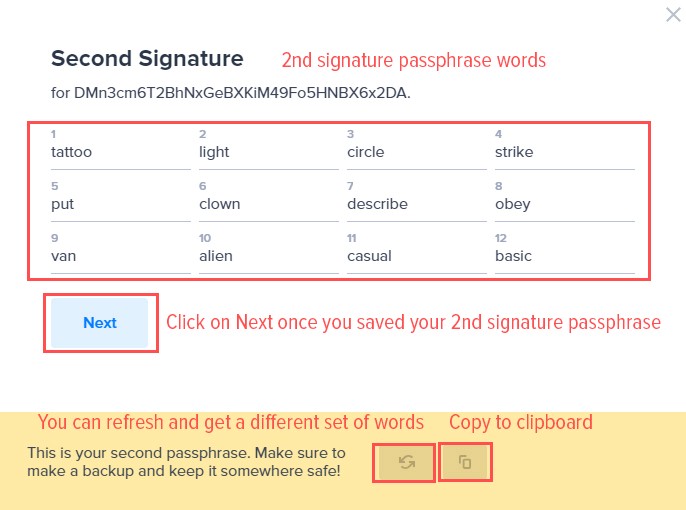 Second Signature 2nd signature passphrase words
for DMn3cm6T2BhNxGeBXKiM49Fo5HNBX6x2DA.
1 2 3 4
tattoo light circle strike
5 6 7 8
put clown describe obey
9 10 11 12
van alien casual basic
Next Click on Next once you saved your 2nd signature passphrase
You can refresh and get a different set of words Copy to clipboard
This is your second passphrase. Make sure to
make a backup and keep it somewhere safe!